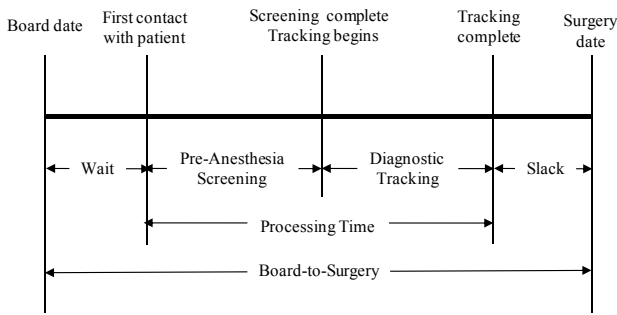 Board date
First contact
with patient
Screening complete
Tracking begins
Tracking
complete
Surgery
date
Wait
Pre-Anesthesia
Screening
Diagnostic
Tracking
Slack
Processing Time
Board-to-Surgery